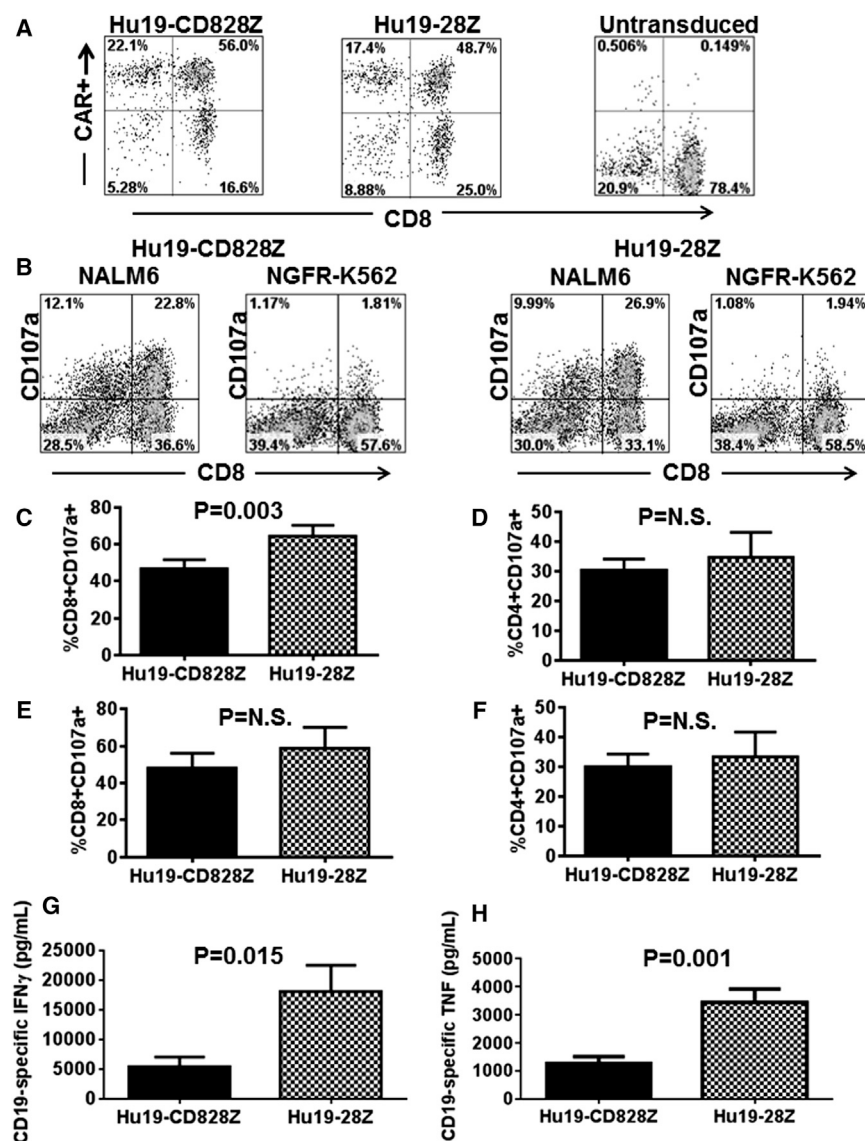 A
Hu19-CD828Z
Hu19-28Z
Untransduced
CAR+
22.1%
56.0%
5.28%
16.6%
17.4%
48.7%
8.88%
25.0%
0.506%
0.149%
20.9%
78.4%
CD8
B
Hu19-CD828Z
Hu19-28Z
NALM6
NGFR-K562
NALM6
NGFR-K562
CD107a
12.1%
22.8%
28.5%
36.6%
CD107a
1.17%
1.81%
39.4%
57.6%
CD107a
9.99%
26.9%
30.0%
33.1%
CD107a
1.08%
1.94%
38.4%
58.5%
CD8
CD8
C
P=0.003
%CD8+CD107a+
80
60
40
20
0
Hu19-CD828Z
Hu19-28Z
D
P=N.S.
%CD4+CD107a+
50
40
30
20
10
0
Hu19-CD828Z
Hu19-28Z
E
P=N.S.
%CD8+CD107a+
80
60
40
20
0
Hu19-CD828Z
Hu19-28Z
F
P=N.S.
%CD4+CD107a+
50
40
30
20
10
0
Hu19-CD828Z
Hu19-28Z
G
P=0.015
CD19-specific IFNγ (pg/mL)
25000
20000
15000
10000
5000
0
Hu19-CD828Z
Hu19-28Z
H
P=0.001
CD19-specific TNF (pg/mL)
5000
4000
3000
2000
1000
0
Hu19-CD828Z
Hu19-28Z